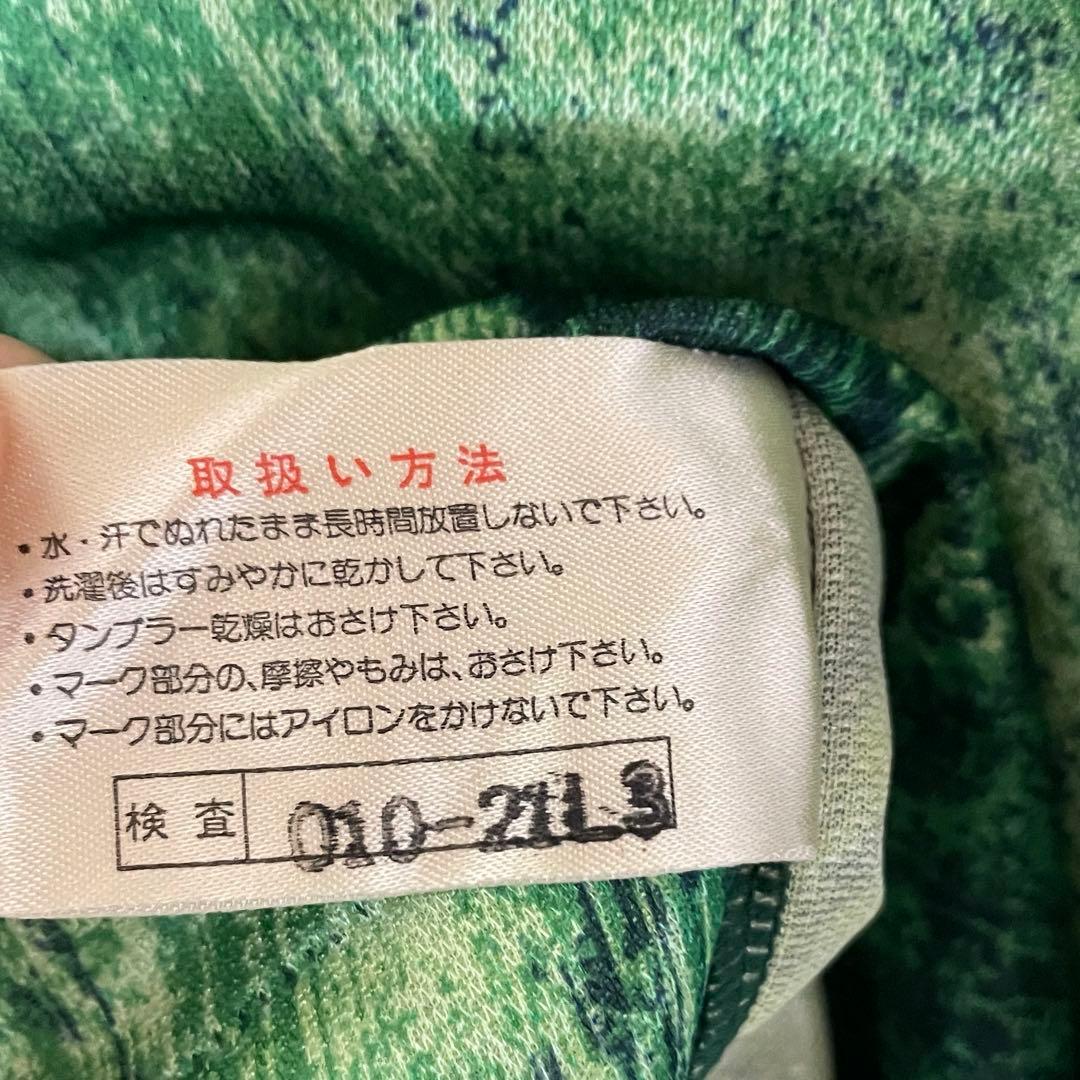 取扱い方法
・水・汗でぬれたまま長時間放置しないで下さい。
・洗濯後はすみやかに乾かして下さい。
・タンブラー乾燥はおさけ下さい。
・マーク部分の、摩擦やもみは、おさけ下さい。
・マーク部分にはアイロンをかけないで下さい。
検査